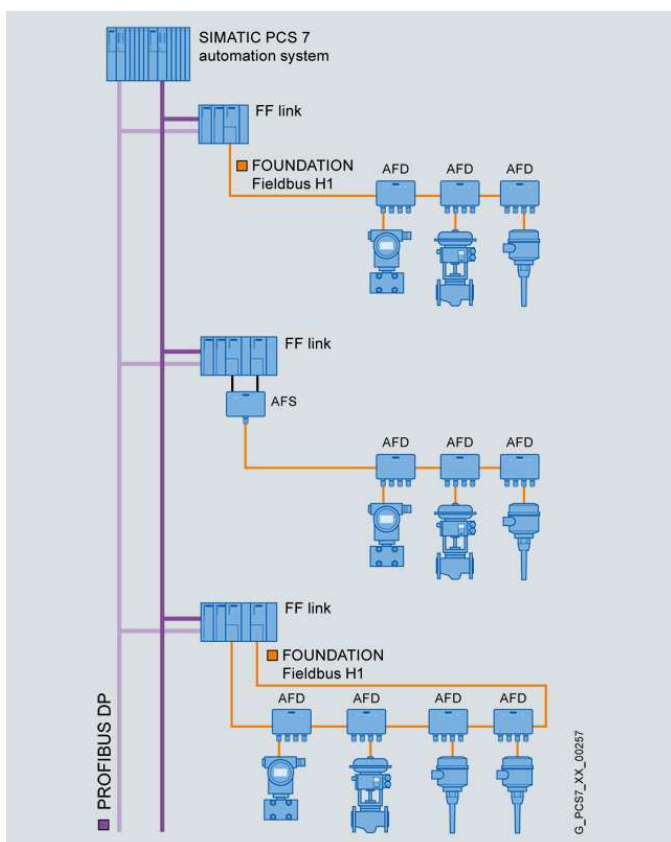 SIMATIC PCS 7
automation system
FF link
FOUNDATION
Fieldbus H1
AFD
AFD
AFD
FF link
AFS
AFD
AFD
AFD
FF link
FOUNDATION
Fieldbus H1
AFD
AFD
AFD
AFD
PROFIBUS DP
G_PCS7_XX_00257